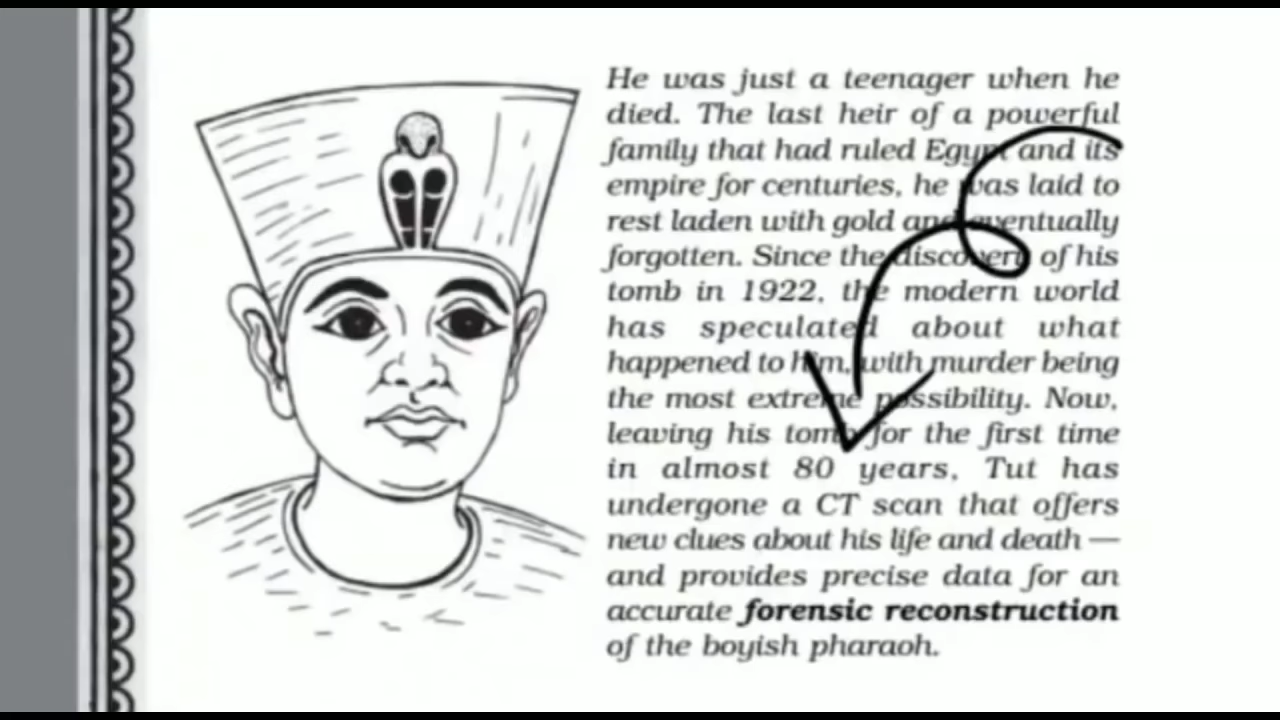 He was just a teenager when he
died. The last heir of a powerful
family that had ruled Egypt and its
empire for centuries, he was laid to
rest laden with gold and eventually
forgotten. Since the discovery of his
tomb in 1922, the modern world
has speculated about what
happened to him, with murder being
the most extreme possibility. Now,
leaving his tomb for the first time
in almost 80 years, Tut has
undergone a CT scan that offers
new clues about his life and death —
and provides precise data for an
accurate forensic reconstruction
of the boyish pharaoh.